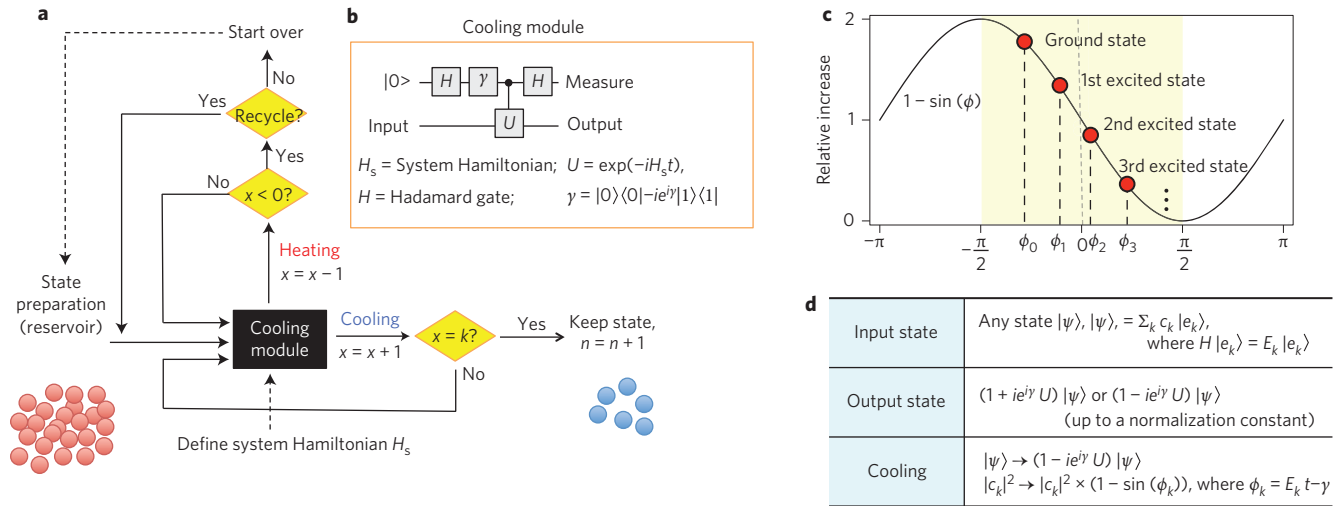 a
Start over
No
Yes
Recycle?
Yes
No
x < 0?
Heating
x = x − 1
State
preparation
(reservoir)
Cooling
module
Cooling
x = x + 1
x = k?
Yes
Keep state,
n = n + 1
No
Define system Hamiltonian Hₛ
b
Cooling module
|0> H γ H Measure
Input U Output
Hₛ = System Hamiltonian; U = exp(−iHₛt),
H = Hadamard gate; γ = |0⟩⟨0|−ie^{iγ}|1⟩⟨1|
c
Relative increase
2
1
0
1 − sin (ϕ)
Ground state
1st excited state
2nd excited state
3rd excited state
−π
−π/2
ϕ₀
ϕ₁
0
ϕ₂
ϕ₃
π/2
π
d
Input state
Any state |ψ⟩, |ψ⟩, = Σₖ cₖ |eₖ⟩,
where H |eₖ⟩ = Eₖ |eₖ⟩
Output state
(1 + ie^{iγ} U) |ψ⟩ or (1 − ie^{iγ} U) |ψ⟩
(up to a normalization constant)
Cooling
|ψ⟩ → (1 − ie^{iγ} U) |ψ⟩
|cₖ|² → |cₖ|² × (1 − sin (ϕₖ)), where ϕₖ = Eₖ t−γ